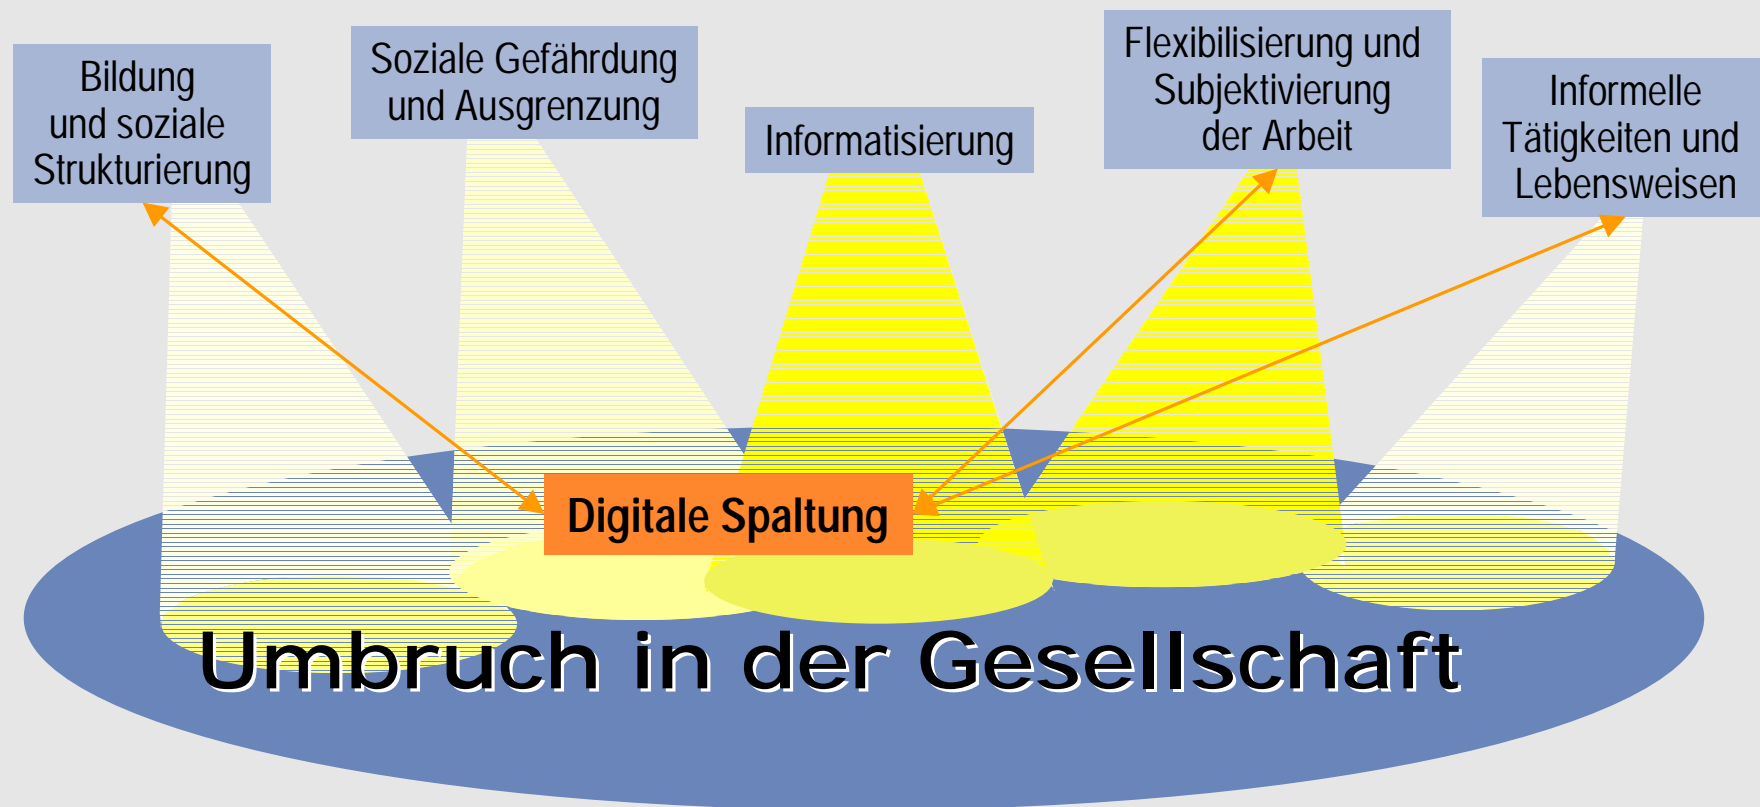 Bildung
und soziale
Strukturierung
Soziale Gefährdung
und Ausgrenzung
Informatisierung
Flexibilisierung und
Subjektivierung
der Arbeit
Informelle
Tätigkeiten und
Lebensweisen
Digitale Spaltung
Umbruch in der Gesellschaft